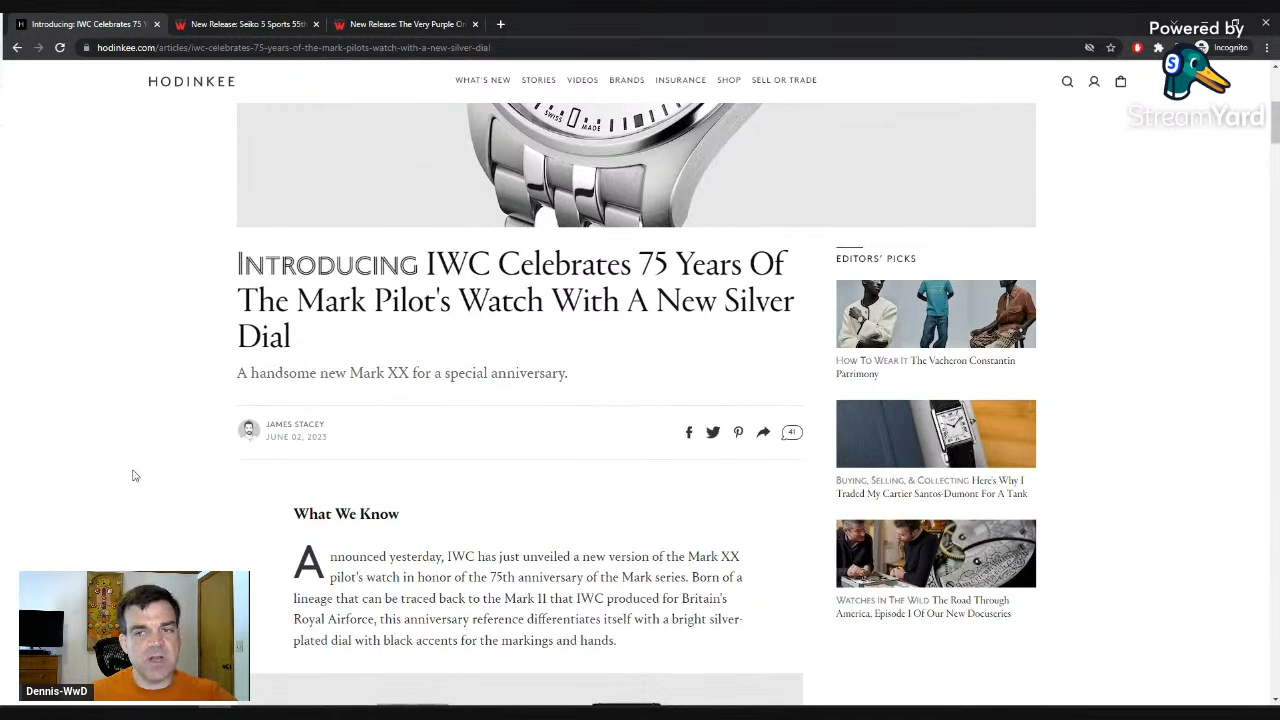 Introducing: IWC Celebrates 75 Y
New Release: Seiko 5 Sports 55th
New Release: The Very Purple Or
Powered by
hodinkee.com/articles/iwc-celebrates-75-years-of-the-mark-pilots-watch-with-a-new-silver-dial
Incognito
S
StreamYard
HODINKEE
WHAT'S NEW STORIES VIDEOS BRANDS INSURANCE SHOP SELL OR TRADE
SWISS MADE
INTRODUCING IWC Celebrates 75 Years Of
The Mark Pilot's Watch With A New Silver
Dial
A handsome new Mark XX for a special anniversary.
JAMES STACEY
JUNE 02, 2023
41
What We Know
Announced yesterday, IWC has just unveiled a new version of the Mark XX
pilot's watch in honor of the 75th anniversary of the Mark series. Born of a
lineage that can be traced back to the Mark 11 that IWC produced for Britain's
Royal Airforce, this anniversary reference differentiates itself with a bright silver-
plated dial with black accents for the markings and hands.
EDITORS' PICKS
HOW TO WEAR IT The Vacheron Constantin
Patrimony
BUYING, SELLING, & COLLECTING Here's Why I
Traded My Cartier Santos-Dumont For A Tank
WATCHES IN THE WILD The Road Through
America, Episode 1 Of Our New Docuseries
Dennis-WwD